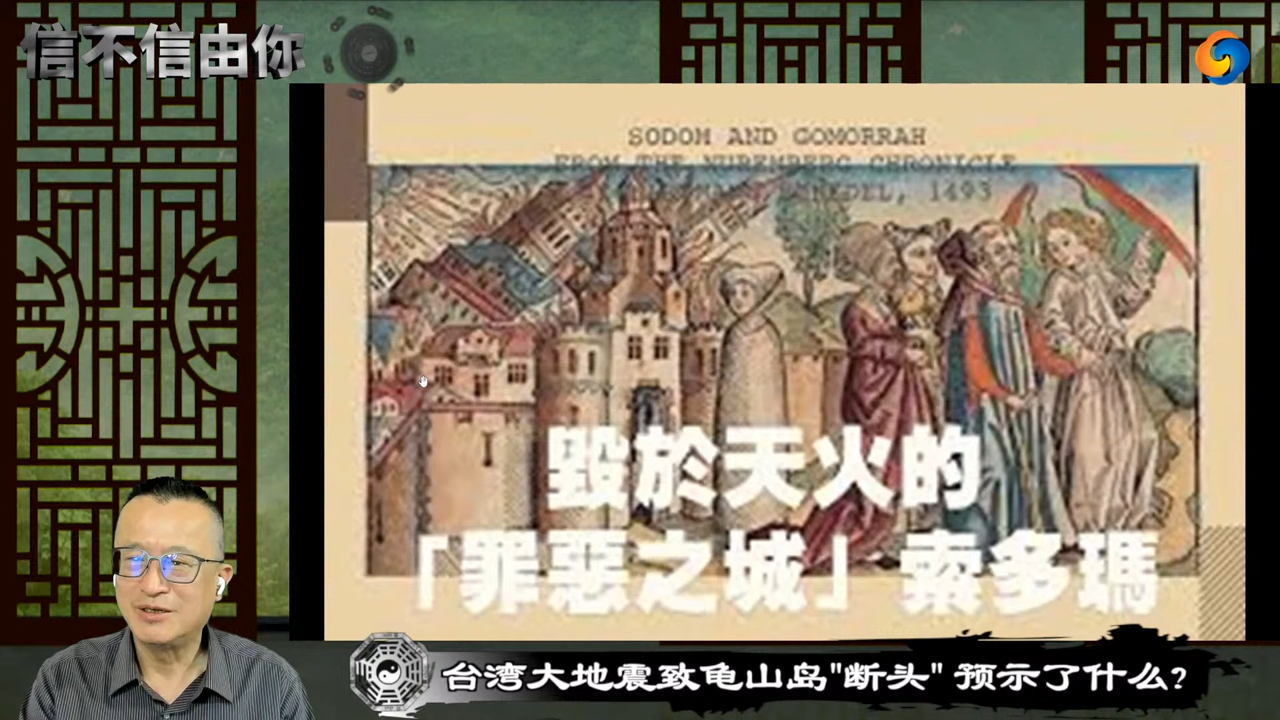 信不信由你
SODOM AND GOMORRAH
FROM THE NUREMBERG CHRONICLE
1493
毀於天火的
「罪惡之城」索多瑪
台湾大地震致龟山岛"断头" 预示了什么?